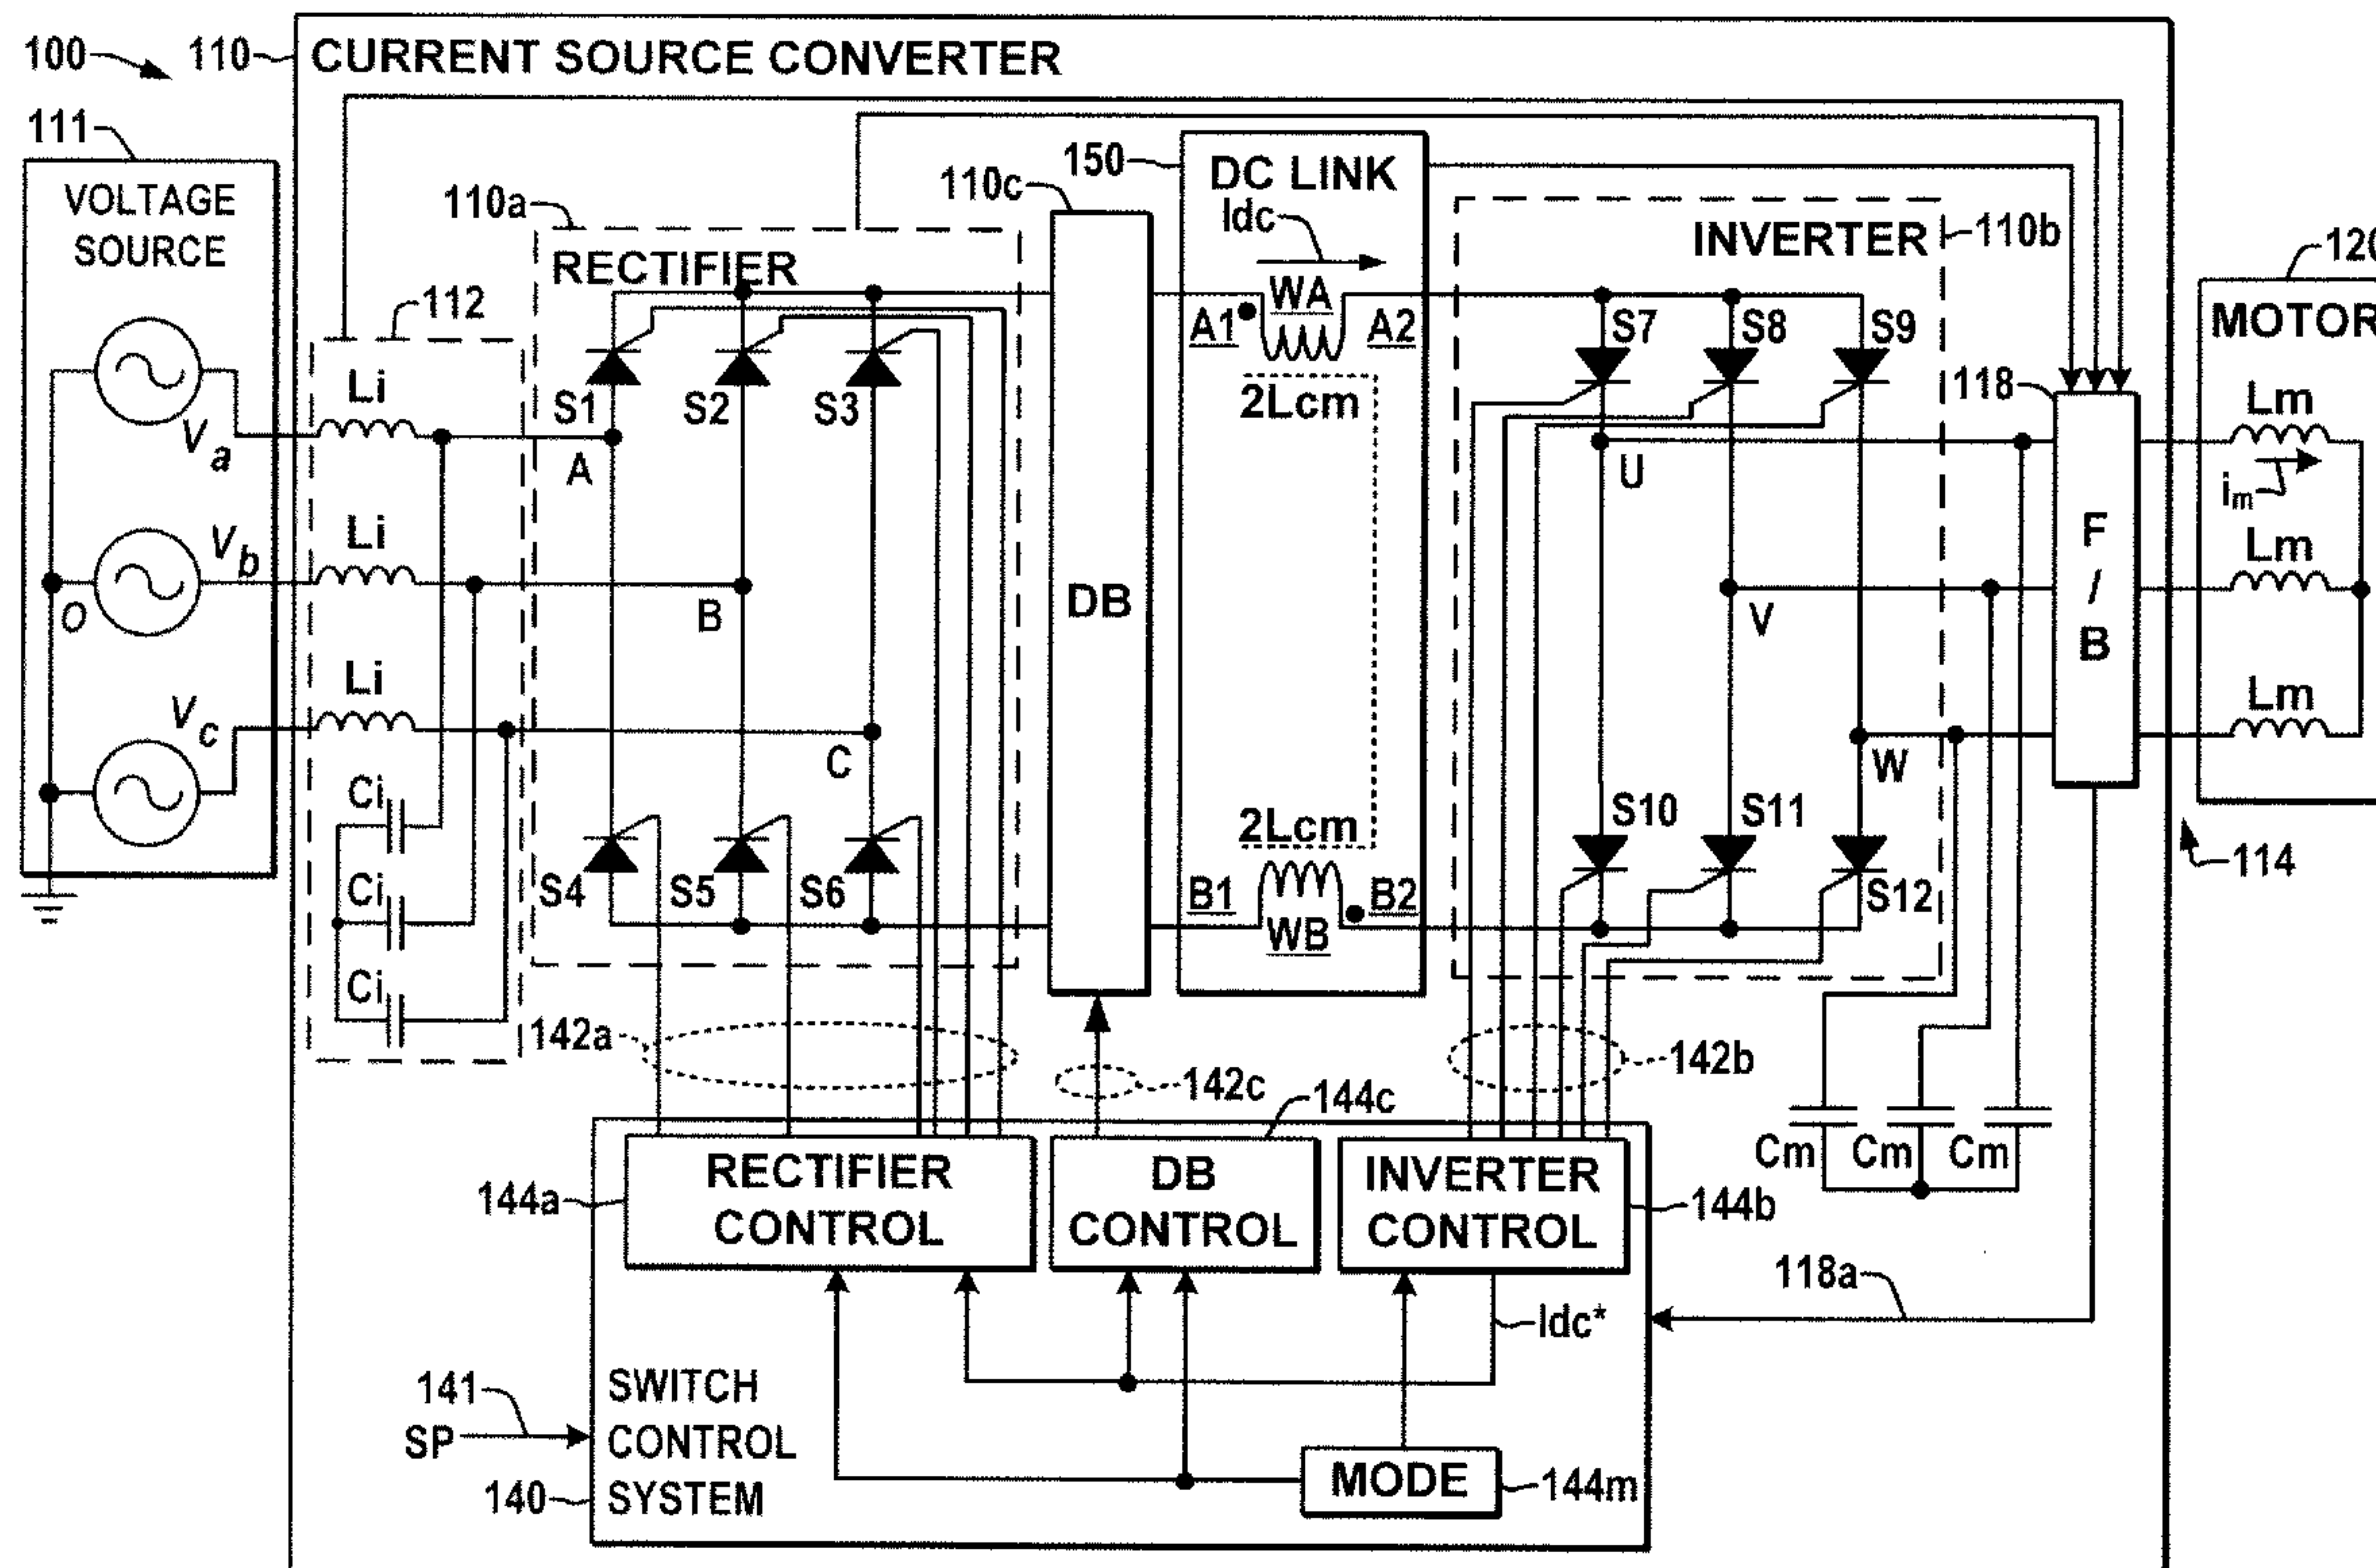 100
110
CURRENT SOURCE CONVERTER
111
VOLTAGE
SOURCE
Va
Vb
Vc
O
112
Li
Li
Li
Ci
Ci
Ci
110a
RECTIFIER
S1
S2
S3
A
B
C
S4
S5
S6
110c
DB
150
DC LINK
Idc
WA
A1
A2
2Lcm
2Lcm
B1
B2
WB
INVERTER
110b
S7
S8
S9
U
V
W
S10
S11
S12
118
F
/
B
MOTOR
Lm
im
Lm
Lm
114
142a
142c
142b
144c
Cm
Cm
Cm
144a
RECTIFIER
CONTROL
DB
CONTROL
INVERTER
CONTROL
144b
118a
Idc*
141
SP
SWITCH
CONTROL
SYSTEM
140
MODE
144m